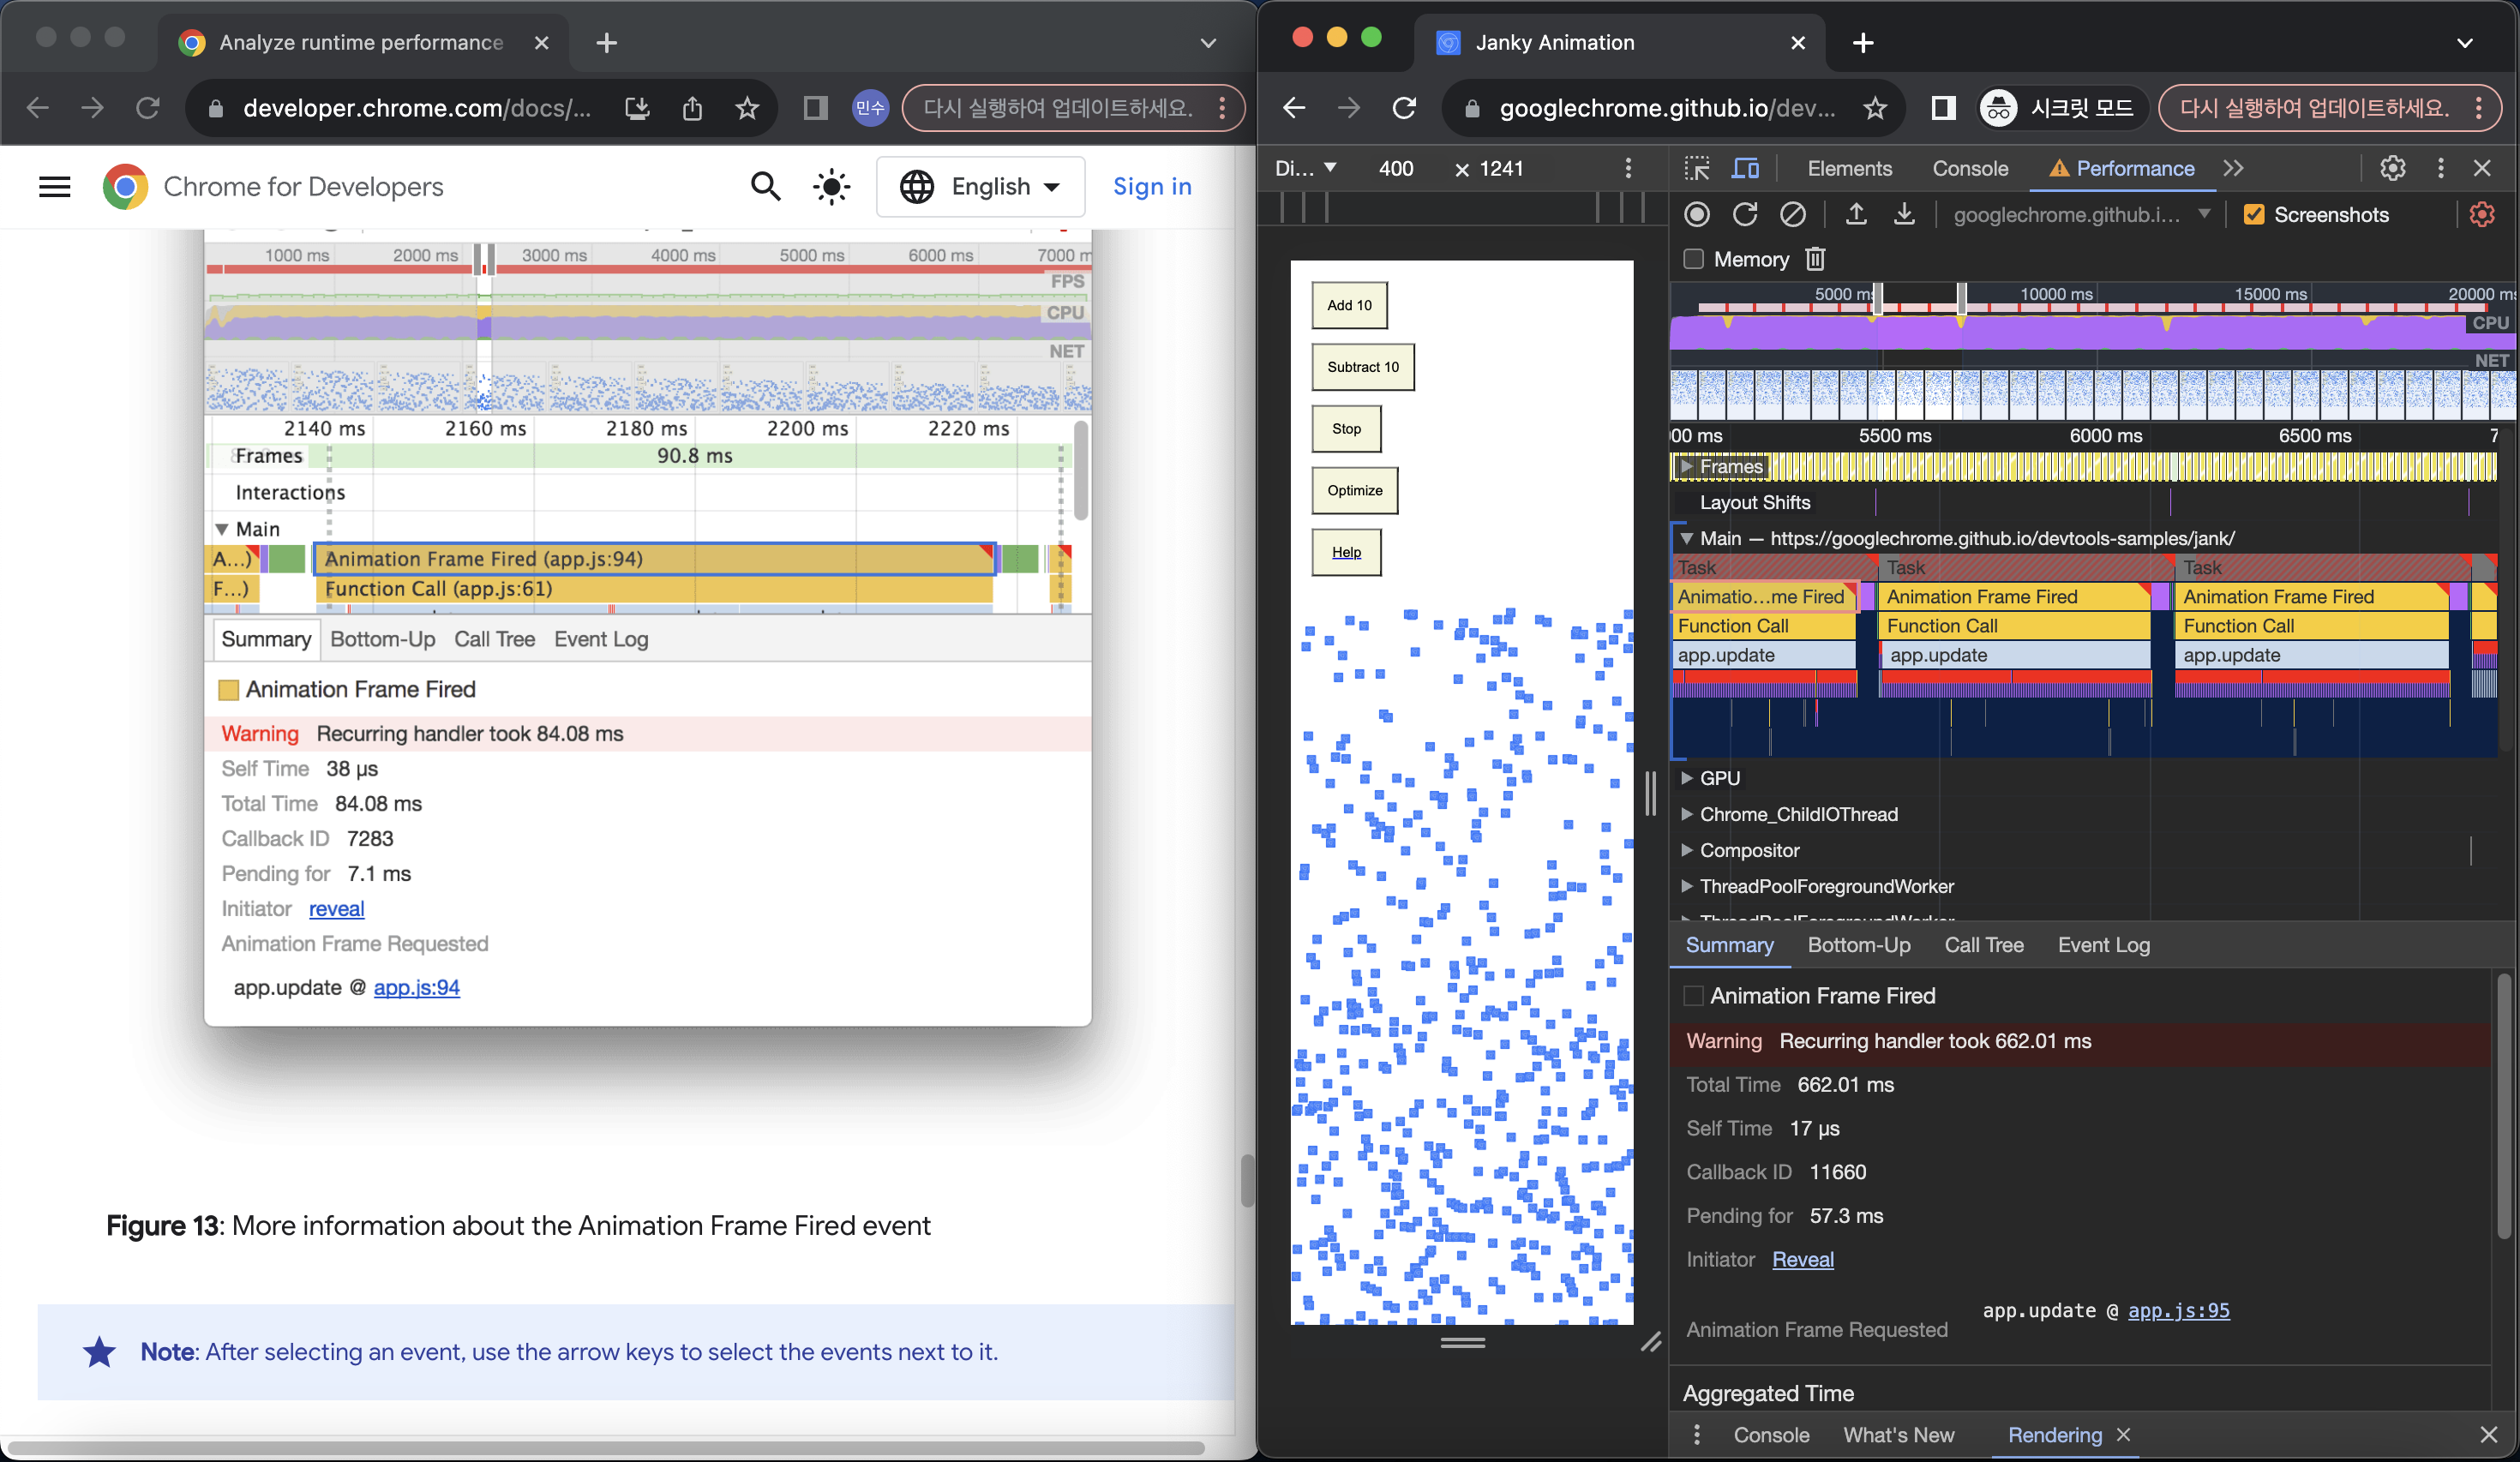 Analyze runtime performance
developer.chrome.com/docs/...
민수
다시 실행하여 업데이트하세요.
Chrome for Developers
English
Sign in
1000 ms
2000 ms
3000 ms
4000 ms
5000 ms
6000 ms
7000 m
FPS
CPU
NET
2140 ms
2160 ms
2180 ms
2200 ms
2220 ms
Frames
90.8 ms
Interactions
Main
A...)
Animation Frame Fired (app.js:94)
F...)
Function Call (app.js:61)
Summary
Bottom-Up
Call Tree
Event Log
Animation Frame Fired
Warning Recurring handler took 84.08 ms
Self Time 38 µs
Total Time 84.08 ms
Callback ID 7283
Pending for 7.1 ms
Initiator reveal
Animation Frame Requested
app.update @ app.js:94
Figure 13: More information about the Animation Frame Fired event
Note: After selecting an event, use the arrow keys to select the events next to it.
Janky Animation
googlechrome.github.io/dev...
시크릿 모드
다시 실행하여 업데이트하세요.
Di... ▼
400
× 1241
Elements
Console
Performance
googlechrome.github.i...
Screenshots
Memory
Add 10
Subtract 10
Stop
Optimize
Help
5000 ms
10000 ms
15000 ms
20000 ms
CPU
NET
00 ms
5500 ms
6000 ms
6500 ms
7
Frames
Layout Shifts
Main — https://googlechrome.github.io/devtools-samples/jank/
Task
Task
Task
Animatio...me Fired
Animation Frame Fired
Animation Frame Fired
Function Call
Function Call
Function Call
app.update
app.update
app.update
GPU
Chrome_ChildIOThread
Compositor
ThreadPoolForegroundWorker
ThreadPoolForegroundWorker
Summary
Bottom-Up
Call Tree
Event Log
Animation Frame Fired
Warning Recurring handler took 662.01 ms
Total Time 662.01 ms
Self Time 17 µs
Callback ID 11660
Pending for 57.3 ms
Initiator Reveal
app.update @ app.js:95
Animation Frame Requested
Aggregated Time
Console
What's New
Rendering